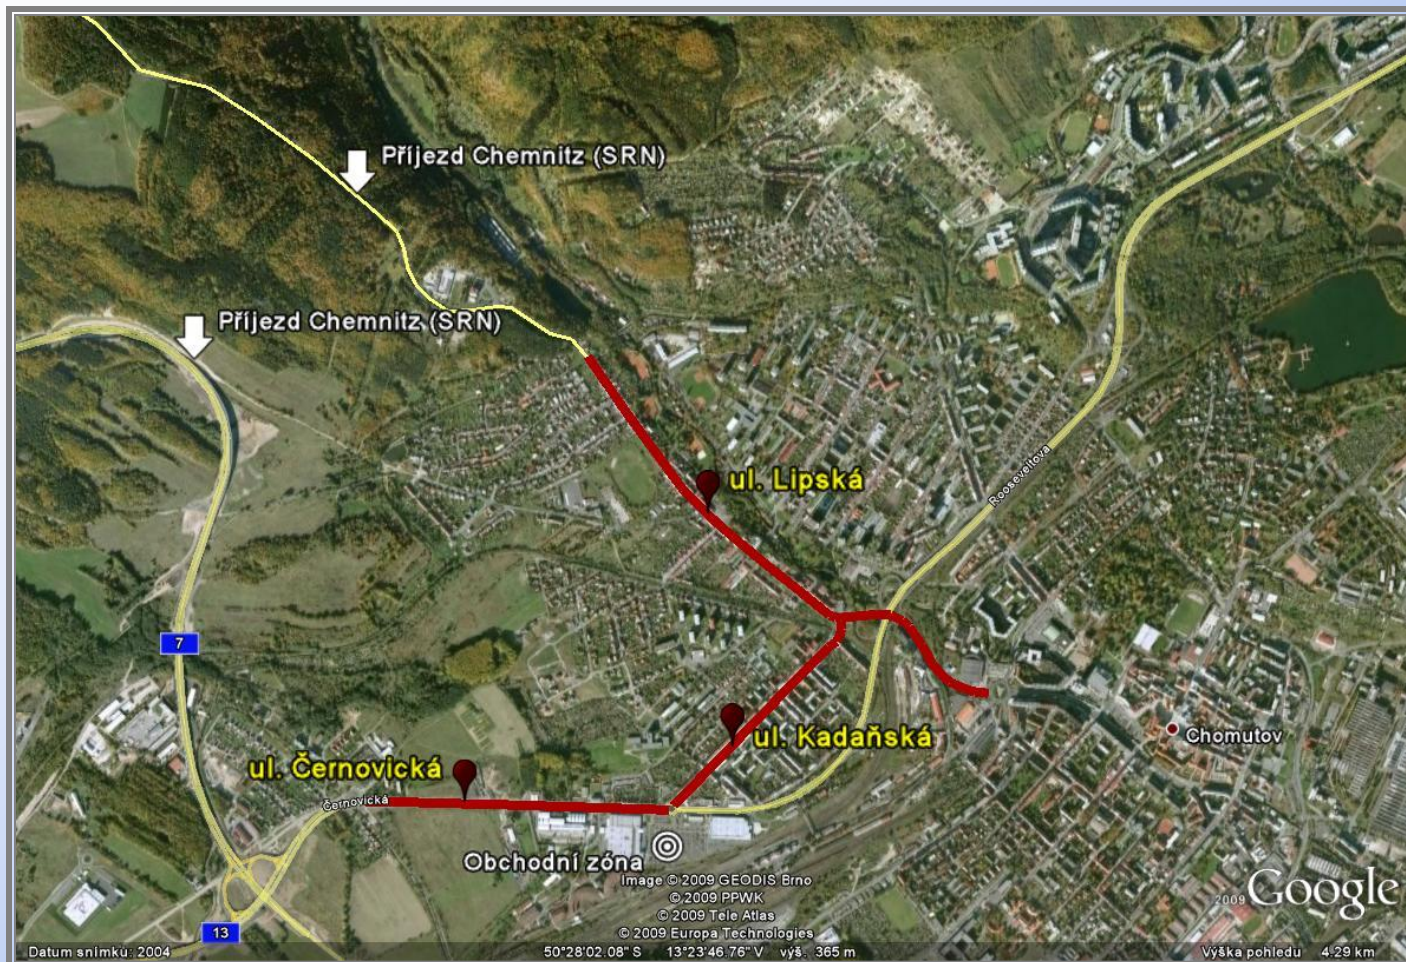 Příjezd Chemnitz (SRN)
Příjezd Chemnitz (SRN)
ul. Lipská
Rooseveltova
7
ul. Kadaňská
Chomutov
ul. Černovická
Černovická
Obchodní zóna
Image © 2009 GEODIS Brno
© 2009 PPWK
© 2009 Tele Atlas
© 2009 Europa Technologies
2009 Google
13
Datum snímku: 2004 50°28'02.08" S 13°23'46.76" V výš. 365 m Výška pohledu 4.29 km